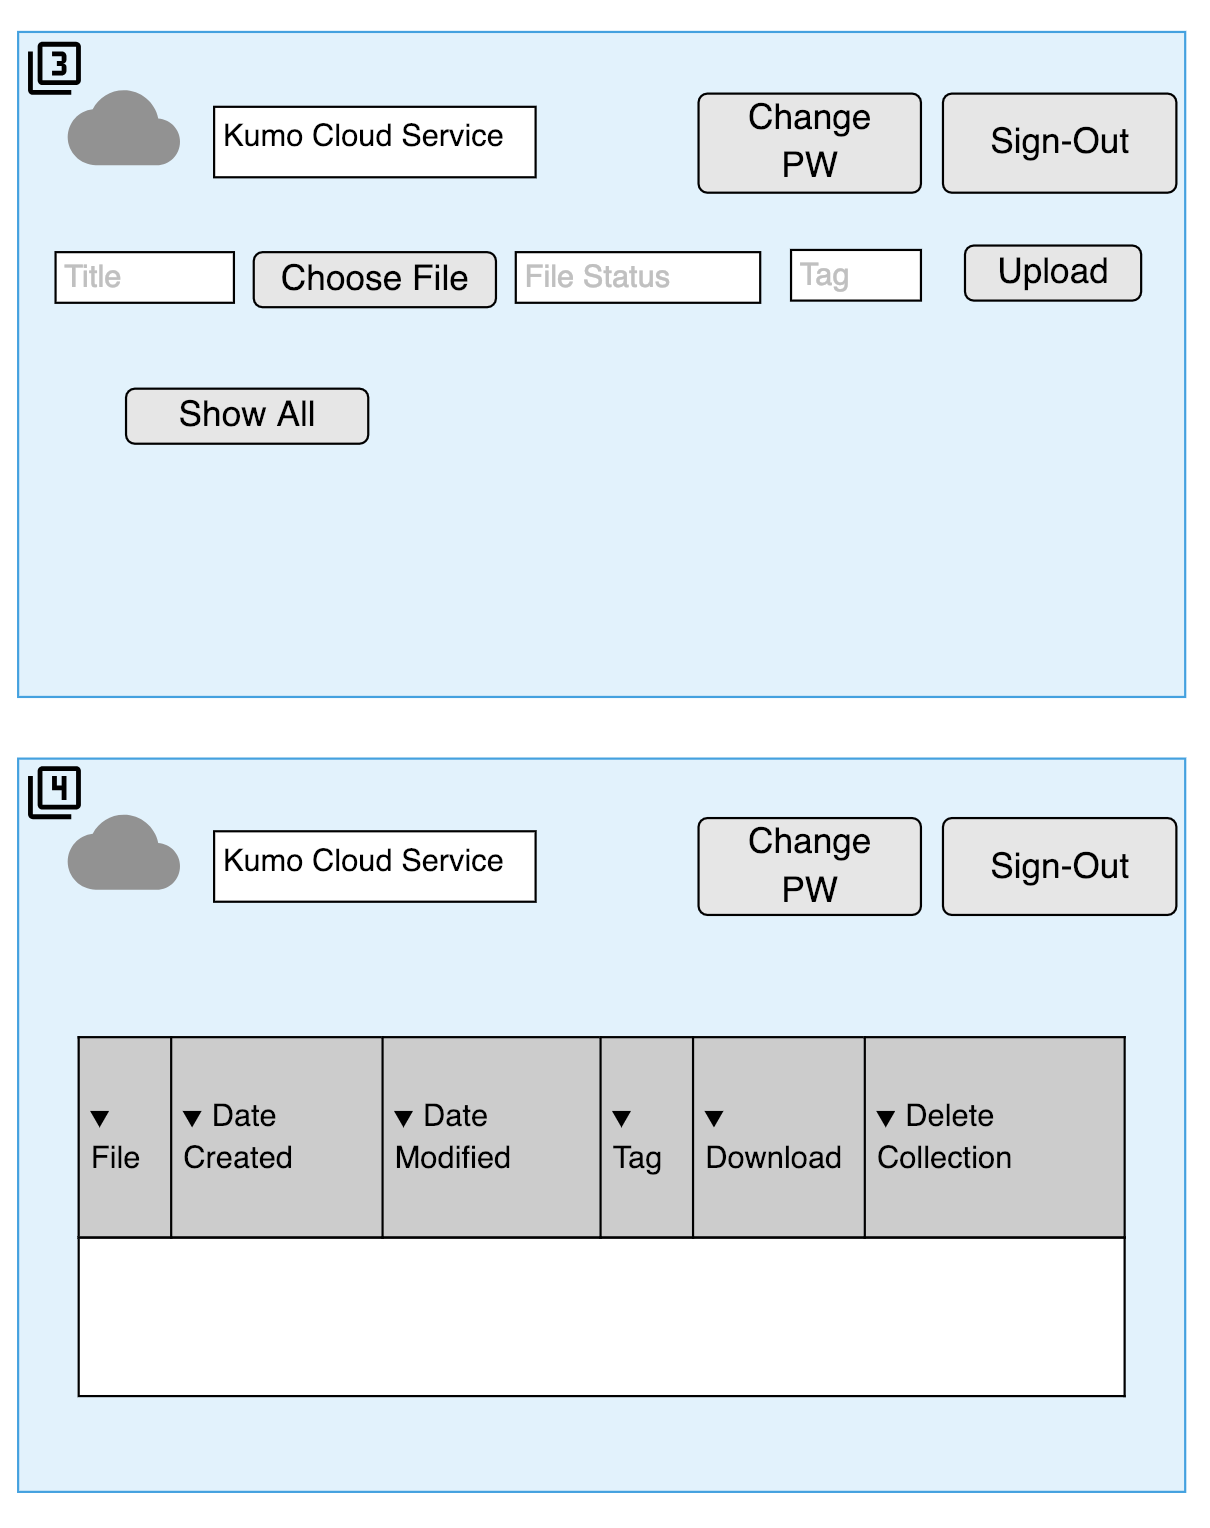 3
Kumo Cloud Service
Change
PW
Sign-Out
Title
Choose File
File Status
Tag
Upload
Show All
4
Kumo Cloud Service
Change
PW
Sign-Out
▼
File
▼ Date
Created
▼ Date
Modified
▼
Tag
▼
Download
▼ Delete
Collection